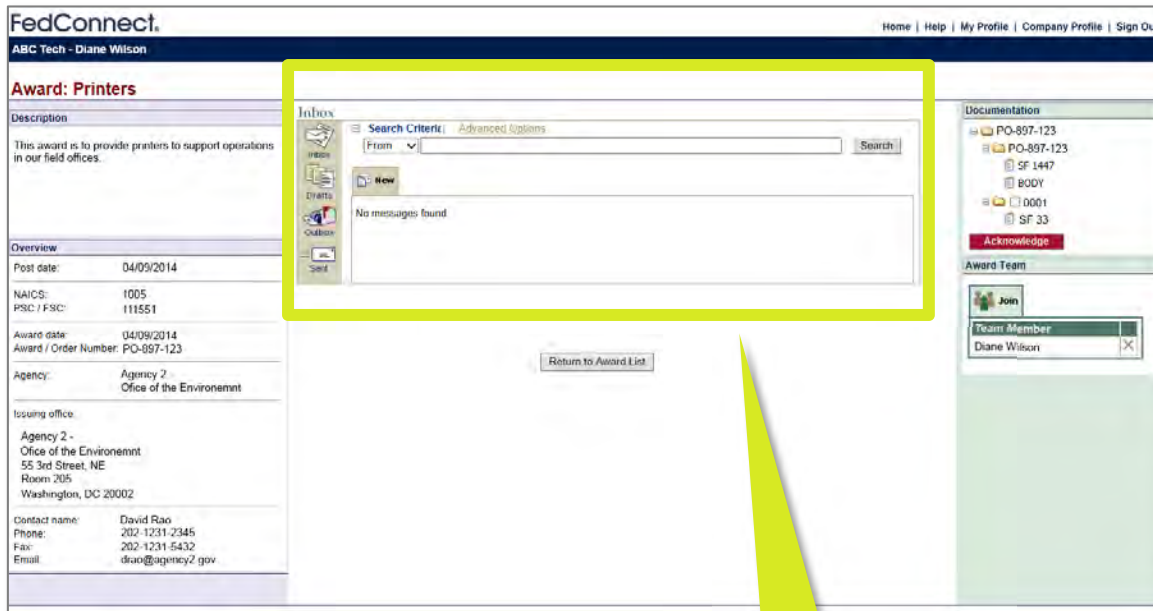 FedConnect.
Home | Help | My Profile | Company Profile | Sign Ou
ABC Tech - Diane Wilson
Award: Printers
Description
This award is to provide printers to support operations
in our field offices.
Overview
Post date: 04/09/2014
NAICS: 1005
PSC / FSC: 111551
Award date: 04/09/2014
Award / Order Number: PO-897-123
Agency: Agency 2 -
Ofice of the Environemnt
Issuing office:
Agency 2 -
Ofice of the Environemnt
55 3rd Street, NE
Room 205
Washington, DC 20002
Contact name: David Rao
Phone: 202-1231-2345
Fax: 202-1231-5432
Email: drao@agency2.gov
Inbox
Inbox
Drafts
Outbox
Sent
Search Criteria Advanced Options
From Search
New
No messages found
Return to Award List
Documentation
PO-897-123
PO-897-123
SF 1447
BODY
0001
SF 33
Acknowledge
Award Team
Join
Team Member
Diane Wilson